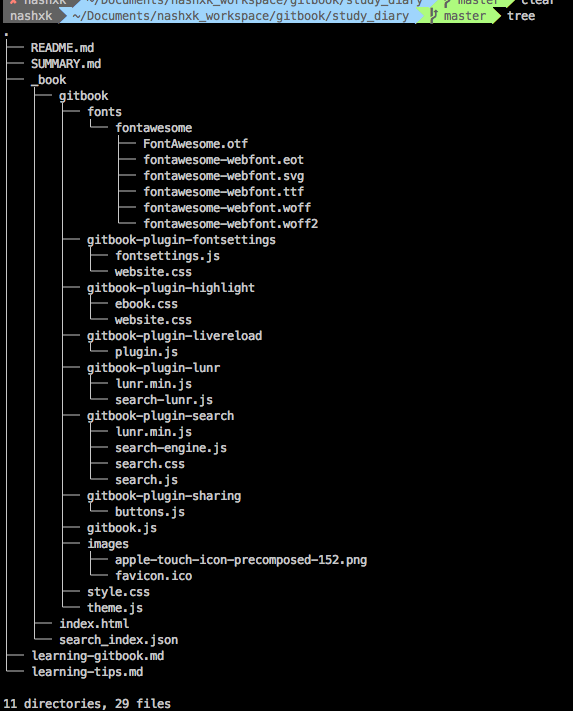 nashxk ~/Documents/nashxk_workspace/gitbook/study_diary master clear
nashxk ~/Documents/nashxk_workspace/gitbook/study_diary master tree
.
├── README.md
├── SUMMARY.md
├── _book
│   ├── gitbook
│   │   ├── fonts
│   │   │   └── fontawesome
│   │   │       ├── FontAwesome.otf
│   │   │       ├── fontawesome-webfont.eot
│   │   │       ├── fontawesome-webfont.svg
│   │   │       ├── fontawesome-webfont.ttf
│   │   │       ├── fontawesome-webfont.woff
│   │   │       └── fontawesome-webfont.woff2
│   │   ├── gitbook-plugin-fontsettings
│   │   │   ├── fontsettings.js
│   │   │   └── website.css
│   │   ├── gitbook-plugin-highlight
│   │   │   ├── ebook.css
│   │   │   └── website.css
│   │   ├── gitbook-plugin-livereload
│   │   │   └── plugin.js
│   │   ├── gitbook-plugin-lunr
│   │   │   ├── lunr.min.js
│   │   │   └── search-lunr.js
│   │   ├── gitbook-plugin-search
│   │   │   ├── lunr.min.js
│   │   │   ├── search-engine.js
│   │   │   ├── search.css
│   │   │   └── search.js
│   │   ├── gitbook-plugin-sharing
│   │   │   └── buttons.js
│   │   ├── gitbook.js
│   │   ├── images
│   │   │   ├── apple-touch-icon-precomposed-152.png
│   │   │   └── favicon.ico
│   │   ├── style.css
│   │   └── theme.js
│   ├── index.html
│   └── search_index.json
├── learning-gitbook.md
└── learning-tips.md
11 directories, 29 files